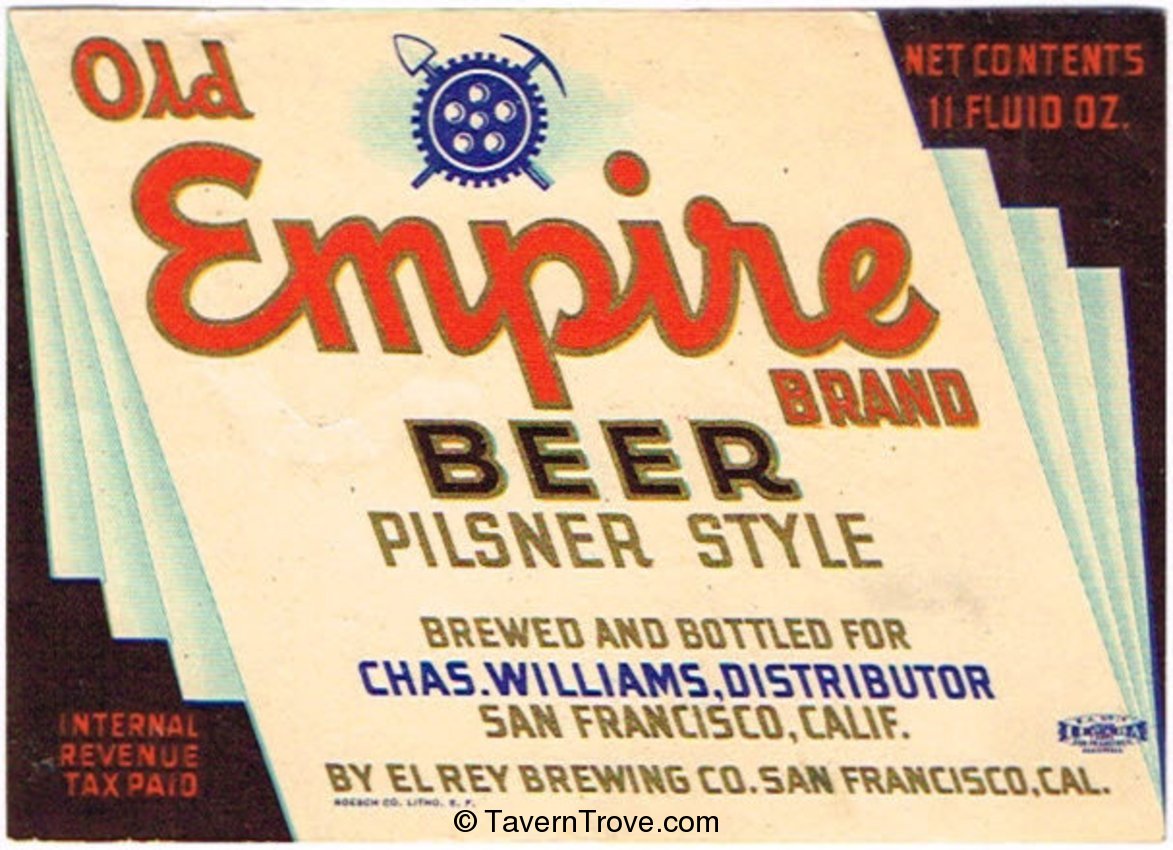 Old
NET CONTENTS
11 FLUID OZ.
Empire
BRAND
BEER
PILSNER STYLE
BREWED AND BOTTLED FOR
CHAS. WILLIAMS, DISTRIBUTOR
SAN FRANCISCO, CALIF.
INTERNAL
REVENUE
TAX PAID
BY EL REY BREWING CO. SAN FRANCISCO, CAL.
ROESCH CO. LITHO. S. F.
© TavernTrove.com